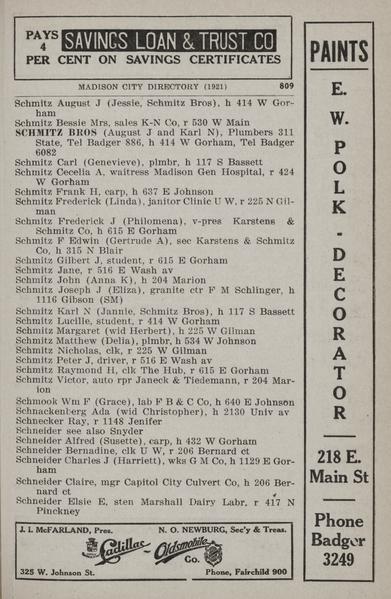 PAYS 4 SAVINGS LOAN & TRUST CO
PER CENT ON SAVINGS CERTIFICATES
MADISON CITY DIRECTORY (1921) 809
Schmitz August J (Jessie, Schmitz Bros), h 414 W Gor-
ham
Schmitz Bessie Mrs, sales K-N Co, r 530 W Main
SCHMITZ BROS (August J and Karl N), Plumbers 311
State, Tel Badger 886, h 414 W Gorham, Tel Badger
6082
Schmitz Carl (Genevieve), plmbr, h 117 S Bassett
Schmitz Cecelia A, waitress Madison Gen Hospital, r 424
W Gorham
Schmitz Frank H, carp, h 637 E Johnson
Schmitz Frederick (Linda), janitor Clinic U W, r 225 N Gil-
man
Schmitz Frederick J (Philomena), v-pres Karstens &
Schmitz Co, h 615 E Gorham
Schmitz F Edwin (Gertrude A), sec Karstens & Schmitz
Co, h 315 N Blair
Schmitz Gilbert J, student, r 615 E Gorham
Schmitz Jane, r 516 E Wash av
Schmitz John (Anna K), h 204 Marion
Schmitz Joseph J (Eliza), granite ctr F M Schlinger, h
1116 Gibson (SM)
Schmitz Karl N (Jannie, Schmitz Bros), h 117 S Bassett
Schmitz Lucille, student, r 414 W Gorham
Schmitz Margaret (wid Herbert), h 225 W Gilman
Schmitz Matthew (Delia), plmbr, h 534 W Johnson
Schmitz Nicholas, clk, r 225 W Gilman
Schmitz Peter J, driver, r 516 E Wash av
Schmitz Raymond H, clk The Hub, r 615 E Gorham
Schmitz Victor, auto rpr Janeck & Tiedemann, r 204 Mar-
ion
Schmook Wm F (Grace), lab F B & C Co, h 640 E Johnson
Schnackenberg Ada (wid Christopher), h 2130 Univ av
Schnecker Ray, r 1148 Jenifer
Schneider see also Snyder
Schneider Alfred (Susette), carp, h 432 W Gorham
Schneider Bernadine, clk U W, r 206 Bernard ct
Schneider Charles J (Harriett), wks G M Co, h 1129 E Gor-
ham
Schneider Claire, mgr Capitol City Culvert Co, h 206 Ber-
nard ct
Schneider Elsie E, sten Marshall Dairy Labr, r 417 N
Pinckney
J. I. McFARLAND, Pres. N. O. NEWBURG, Sec'y & Treas.
Cadillac - Oldsmobile Co.
325 W. Johnson St. Phone, Fairchild 900
PAINTS
E.
W.
POLK-DECORATOR
218 E.
Main St
Phone
Badger
3249